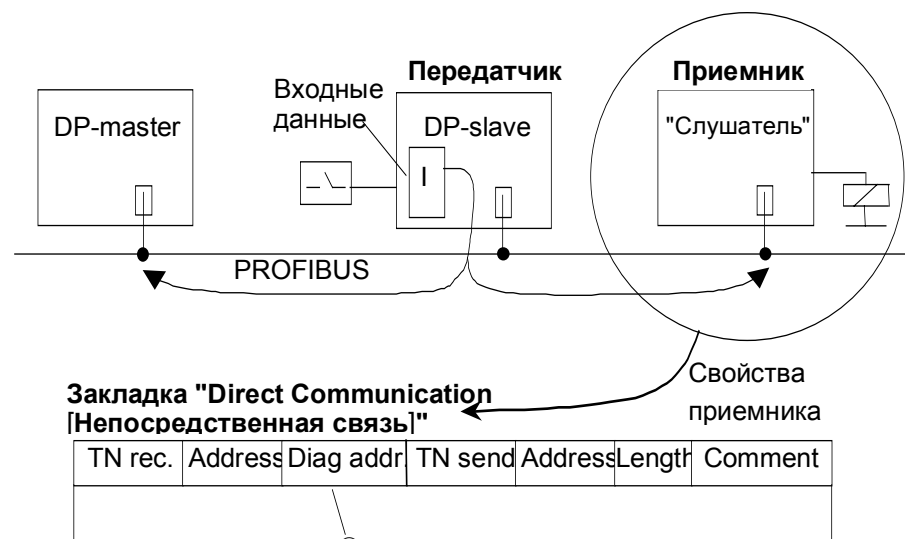 Передатчик
Приемник
Входные
данные
DP-master
DP-slave
"Слушатель"
I
PROFIBUS
Свойства
приемника
Закладка "Direct Communication
[Непосредственная связь]"
TN rec. Address Diag addr. TN send Address Length Comment